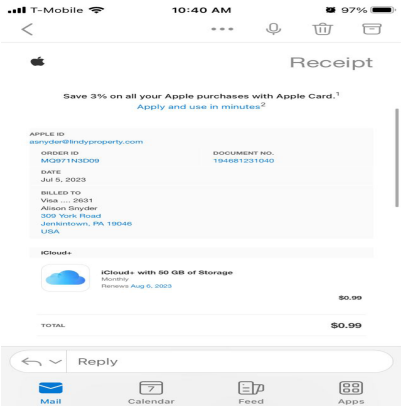 T-Mobile 10:40 AM 97%
Receipt
Save 3% on all your Apple purchases with Apple Card.1
Apply and use in minutes2
APPLE ID
asnyder@lindyproperty.com
ORDER ID DOCUMENT NO.
MQ971N3D09 194681231040
DATE
Jul 5, 2023
BILLED TO
Visa .... 2631
Alison Snyder
309 York Road
Jenkintown, PA 19046
USA
iCloud+
iCloud+ with 50 GB of Storage
Monthly
Renews Aug 5, 2023
$0.99
TOTAL $0.99
Reply
7
Mail Calendar Feed Apps